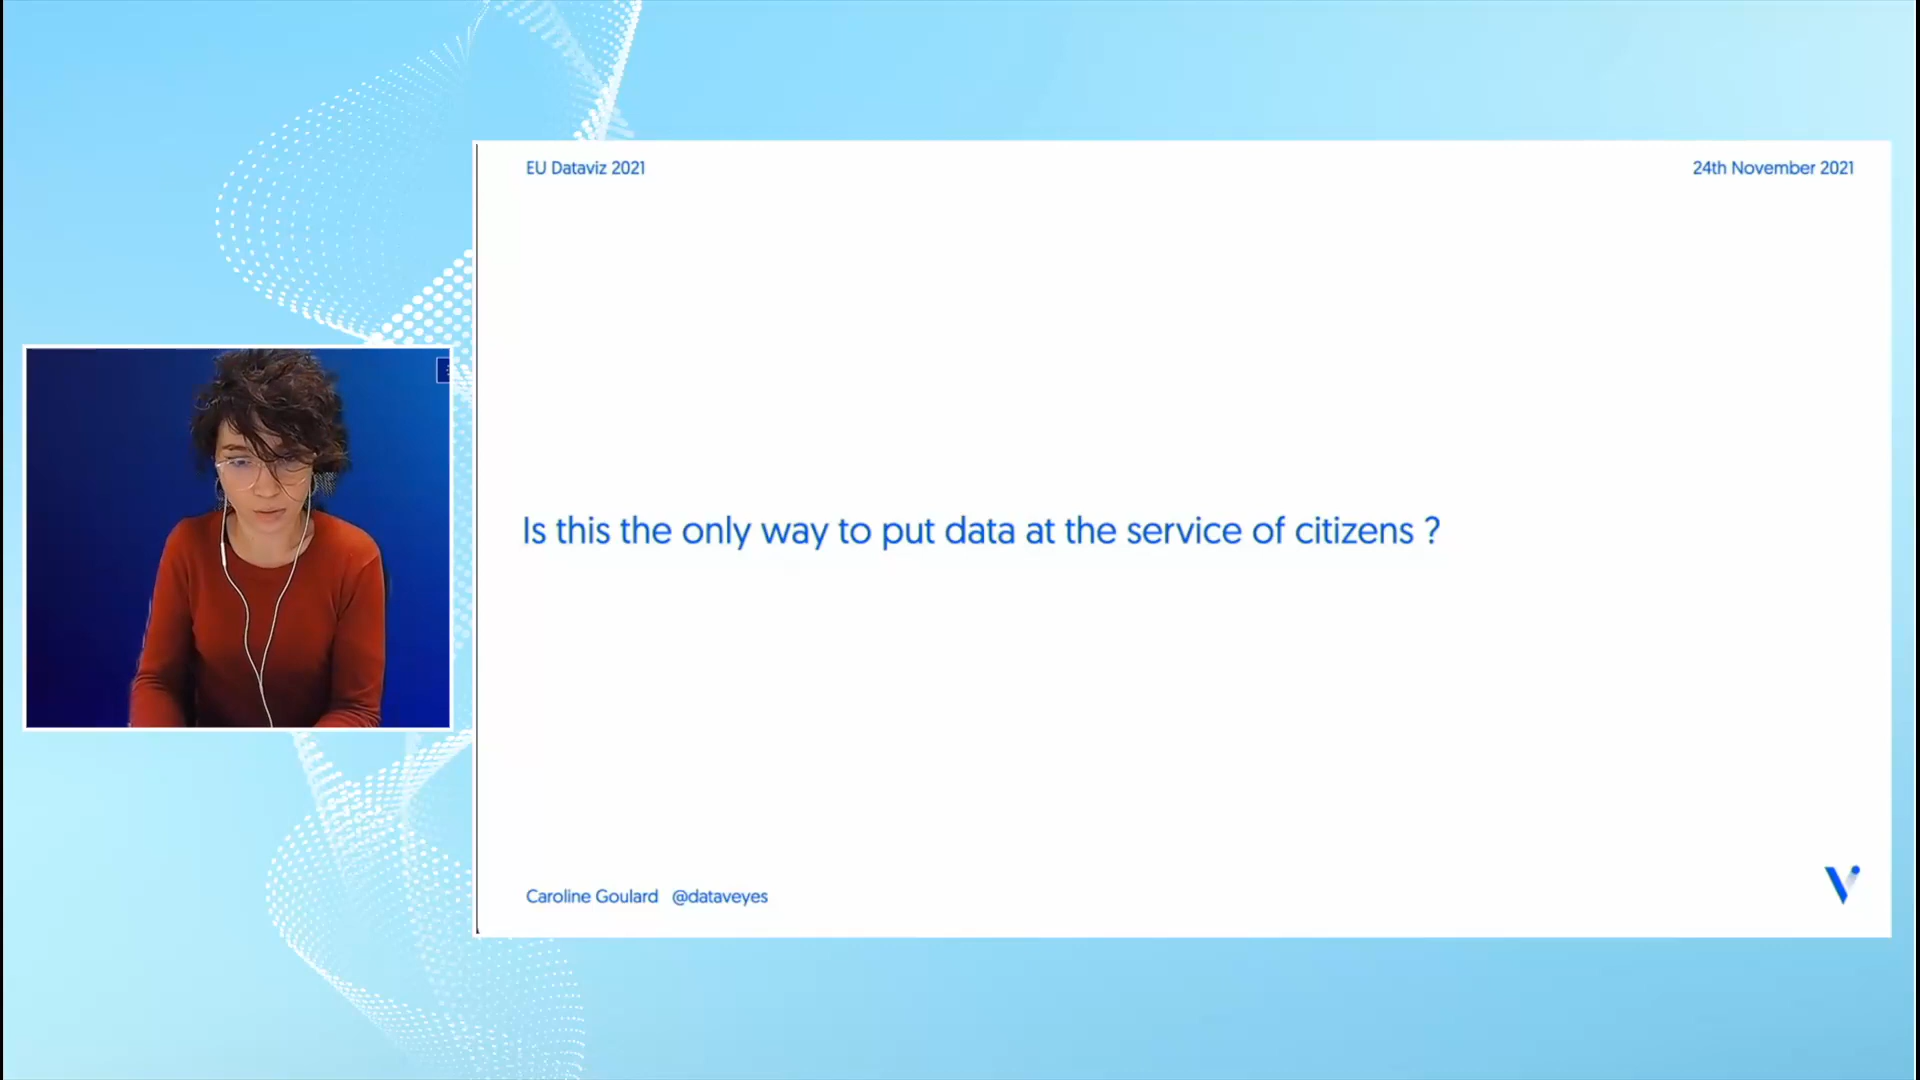 EU Dataviz 2021
24th November 2021
Is this the only way to put data at the service of citizens ?
Caroline Goulard @dataveyes